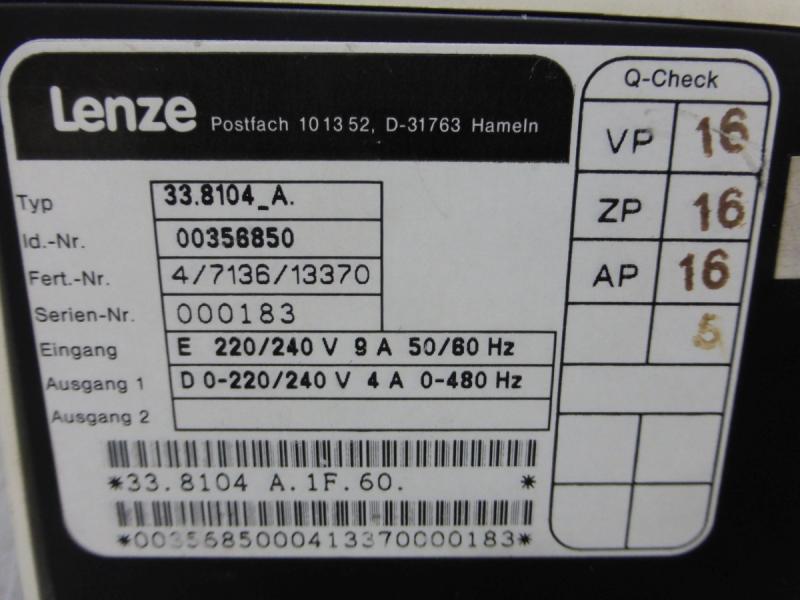 Lenze Postfach 10 13 52, D-31763 Hameln
Typ 33.8104_A.
Id.-Nr. 00356850
Fert.-Nr. 4/7136/13370
Serien-Nr. 000183
Eingang E 220/240 V 9 A 50/60 Hz
Ausgang 1 D 0-220/240 V 4 A 0-480 Hz
Ausgang 2
*33.8104 A.1F.60. *
*0035685000413370000183*
Q-Check
VP 16
ZP 16
AP 16
5